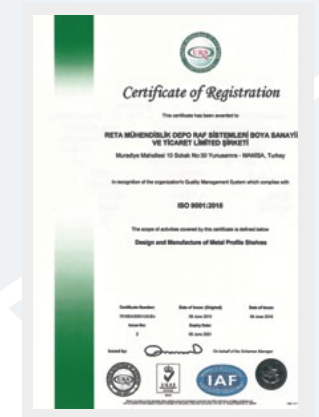 URS
Certificate of Registration
This certificate has been awarded to
RETA MÜHENDİSLİK DEPO RAF SİSTEMLERİ BOYA SANAYİİ
VE TİCARET LİMİTED ŞİRKETİ
Muradiye Mahallesi 10 Sokak No:30 Yunusemre - MANİSA, Turkey
in recognition of the organization's Quality Management System which complies with
ISO 9001:2015
The scope of activities covered by this certificate is defined below
Design and Manufacture of Metal Profile Shelves
Certificate Number: Date of Issue: (Original) Date of Issue:
Issue No: Expiry Date:
Issued by: On behalf of the Schemes Manager
URS UKAS IAF